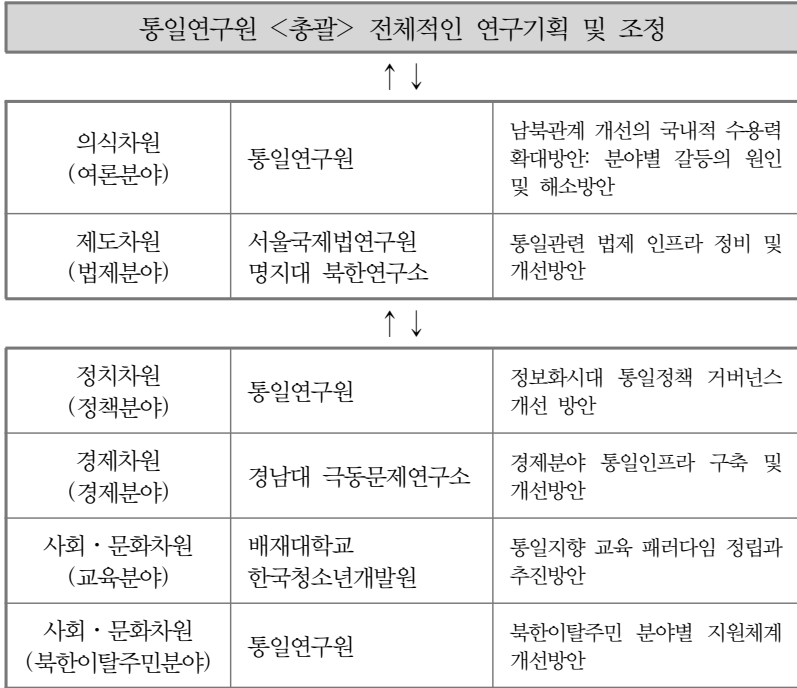 통일연구원 <총괄> 전체적인 연구기획 및 조정
↑ ↓
의식차원
(여론분야)
통일연구원
남북관계 개선의 국내적 수용력
확대방안: 분야별 갈등의 원인
및 해소방안
제도차원
(법제분야)
서울국제법연구원
명지대 북한연구소
통일관련 법제 인프라 정비 및
개선방안
↑ ↓
정치차원
(정책분야)
통일연구원
정보화시대 통일정책 거버넌스
개선 방안
경제차원
(경제분야)
경남대 극동문제연구소
경제분야 통일인프라 구축 및
개선방안
사회・문화차원
(교육분야)
배재대학교
한국청소년개발원
통일지향 교육 패러다임 정립과
추진방안
사회・문화차원
(북한이탈주민분야)
통일연구원
북한이탈주민 분야별 지원체계
개선방안